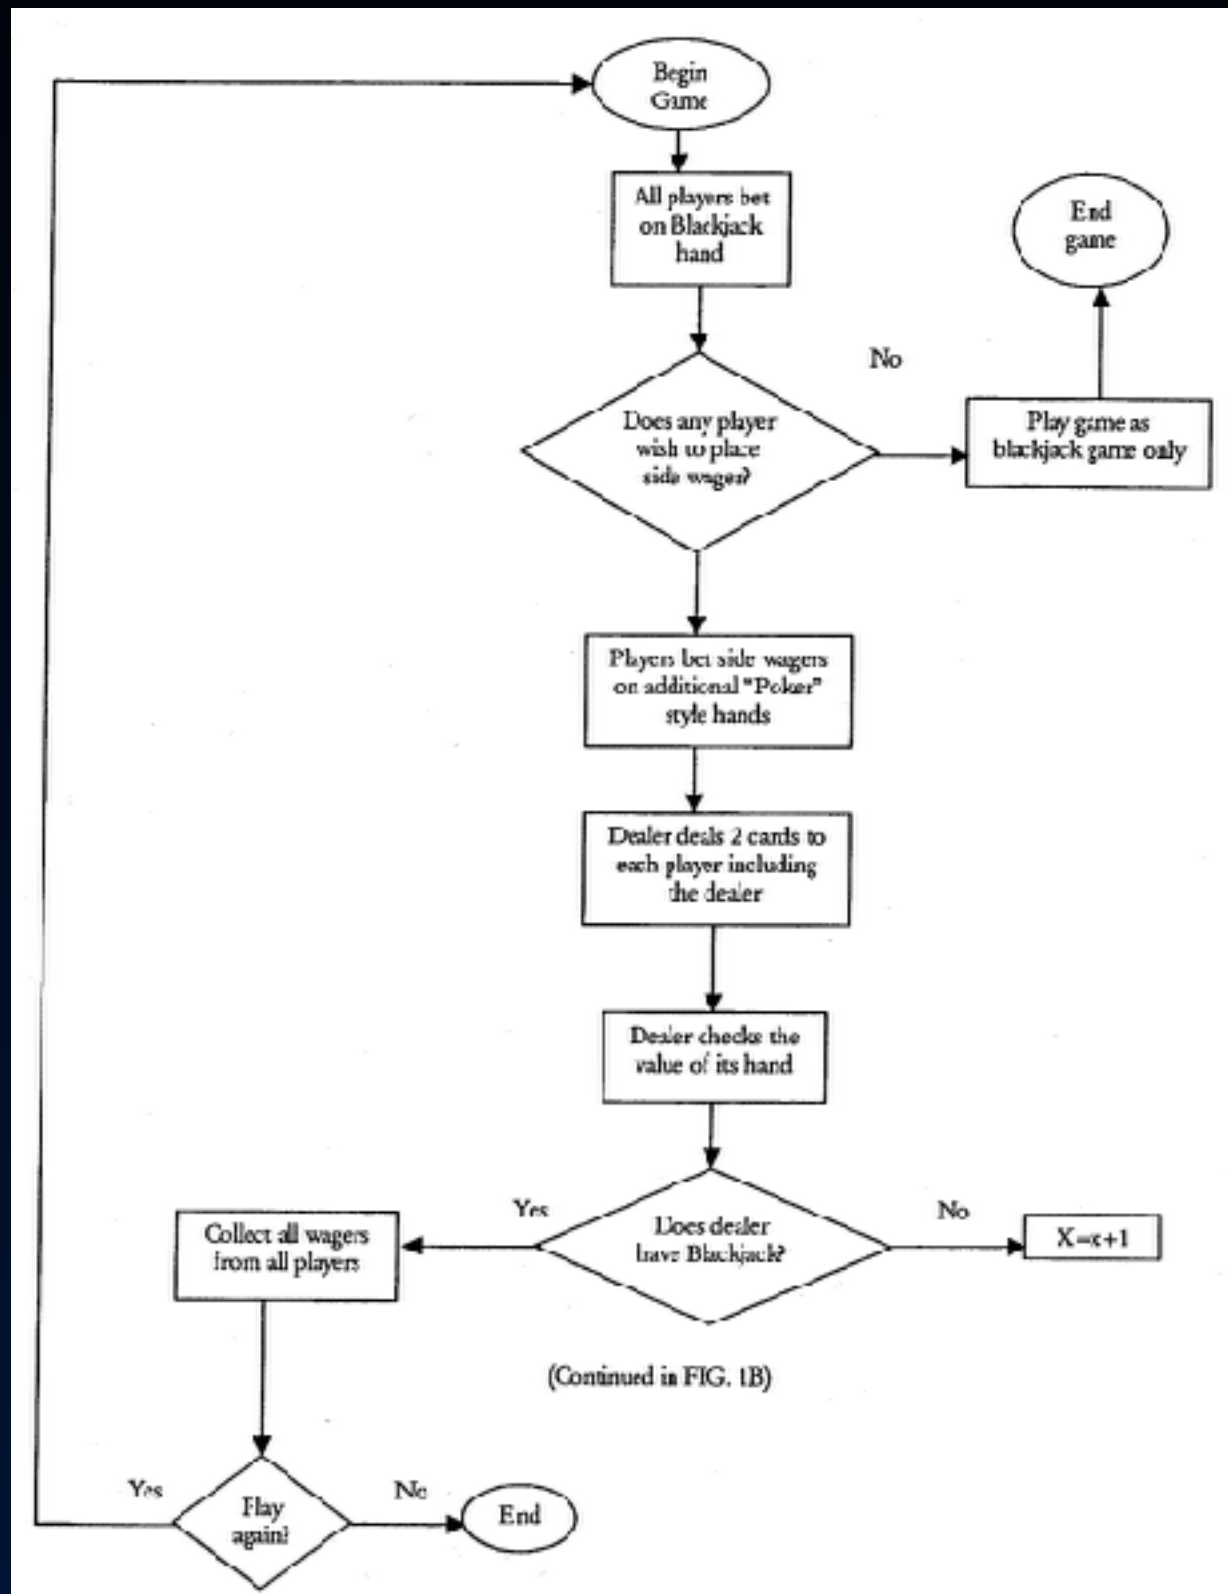 Begin
Game
All players bet
on Blackjack
hand
End
game
No
Does any player
wish to place
side wager?
Play game as
blackjack game only
Players bet side wagers
on additional "Poker"
style hands
Dealer deals 2 cards to
each player including
the dealer
Dealer checks the
value of its hand
Yes
Does dealer
have Blackjack?
No
X=x+1
Collect all wagers
from all players
(Continued in FIG. 1B)
Yes
Play
again?
No
End